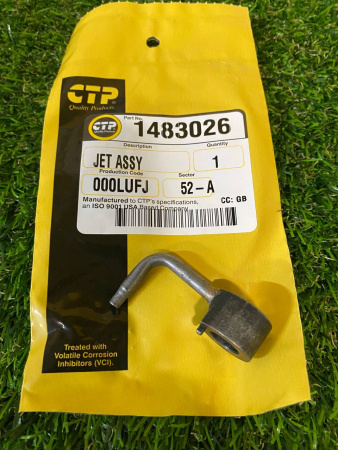 CTP
Quality Products
CTP
Part No.
1483026
Description
Quantity
JET ASSY
1
Production Code
Sector
000LUFJ
52-A
Manufactured to CTP's specifications,
CC: GB
an ISO 9001 USA Based Company
CTP
Treated with
Volatile Corrosion
Inhibitors (VCI).